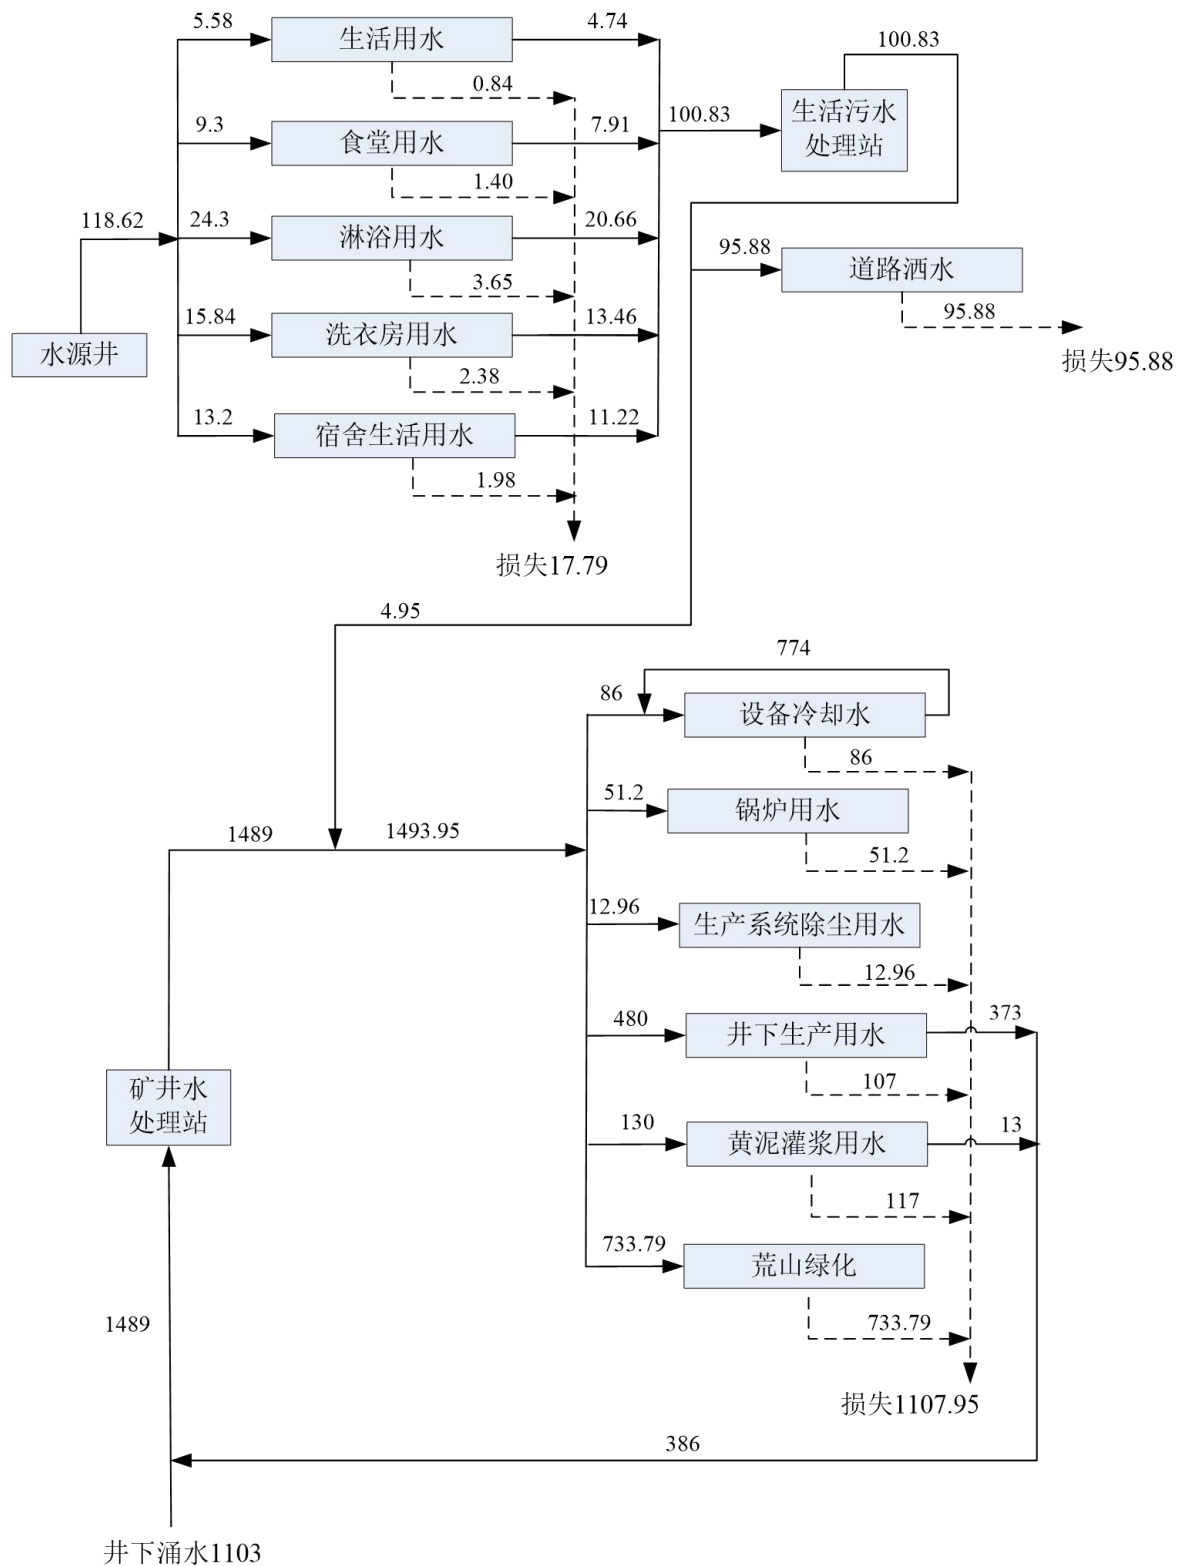 5.58
生活用水
4.74
100.83
0.84
生活污水
处理站
9.3
食堂用水
7.91
100.83
1.40
118.62
24.3
淋浴用水
20.66
95.88
道路洒水
3.65
95.88
水源井
15.84
洗衣房用水
13.46
损失95.88
2.38
13.2
宿舍生活用水
11.22
1.98
损失17.79
4.95
774
86
设备冷却水
86
51.2
锅炉用水
1489
1493.95
51.2
12.96
生产系统除尘用水
12.96
480
井下生产用水
373
矿井水
处理站
107
130
黄泥灌浆用水
13
117
733.79
荒山绿化
1489
733.79
损失1107.95
386
井下涌水1103